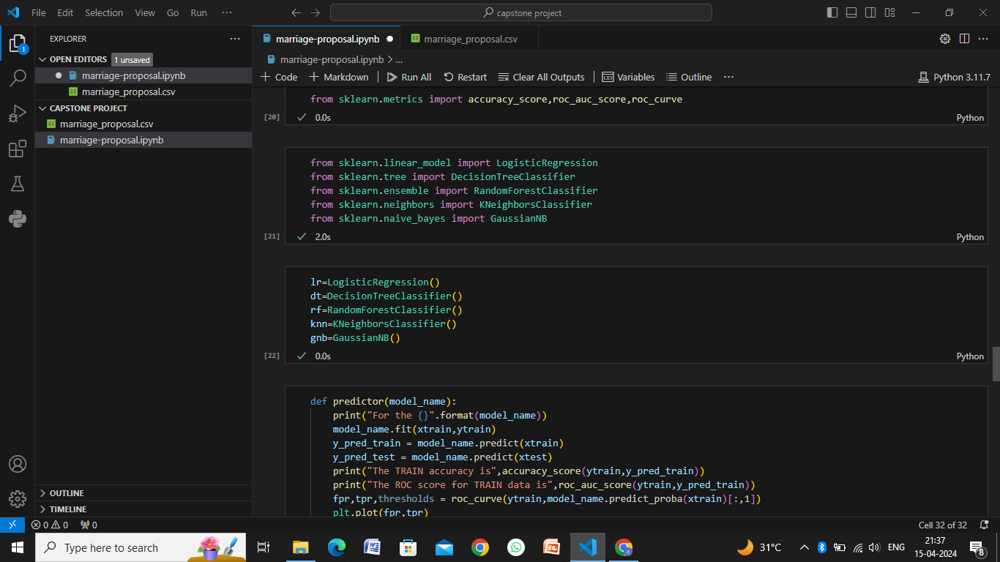 File Edit Selection View Go Run ···
capstone project
EXPLORER
OPEN EDITORS 1 unsaved
marriage-proposal.ipynb
marriage_proposal.csv
CAPSTONE PROJECT
marriage_proposal.csv
marriage-proposal.ipynb
OUTLINE
TIMELINE
1
marriage-proposal.ipynb
marriage_proposal.csv
marriage-proposal.ipynb > ...
+ Code + Markdown Run All Restart Clear All Outputs Variables Outline ···
Python 3.11.7
from sklearn.metrics import accuracy_score,roc_auc_score,roc_curve
[20] ✓ 0.0s Python
from sklearn.linear_model import LogisticRegression
from sklearn.tree import DecisionTreeClassifier
from sklearn.ensemble import RandomForestClassifier
from sklearn.neighbors import KNeighborsClassifier
from sklearn.naive_bayes import GaussianNB
[21] ✓ 2.0s Python
lr=LogisticRegression()
dt=DecisionTreeClassifier()
rf=RandomForestClassifier()
knn=KNeighborsClassifier()
gnb=GaussianNB()
[22] ✓ 0.0s Python
def predictor(model_name):
    print("For the {}".format(model_name))
    model_name.fit(xtrain,ytrain)
    y_pred_train = model_name.predict(xtrain)
    y_pred_test = model_name.predict(xtest)
    print("The TRAIN accuracy is",accuracy_score(ytrain,y_pred_train))
    print("The ROC score for TRAIN data is",roc_auc_score(ytrain,y_pred_train))
    fpr,tpr,thresholds = roc_curve(ytrain,model_name.predict_proba(xtrain)[:,1])
    plt.plot(fpr,tpr)
0 0 0
Cell 32 of 32
Type here to search
31°C
ENG
21:37
15-04-2024
8